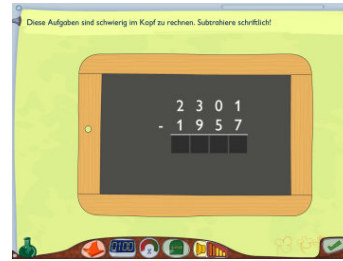 Diese Aufgaben sind schwierig im Kopf zu rechnen. Subtrahiere schriftlich!
2 3 0 1
- 1 9 5 7